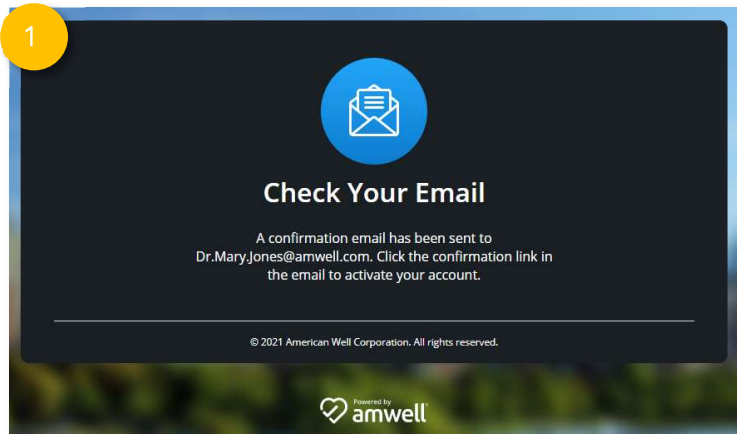 1
Check Your Email
A confirmation email has been sent to
Dr.Mary.Jones@amwell.com. Click the confirmation link in
the email to activate your account.
© 2021 American Well Corporation. All rights reserved.
Powered by
amwell